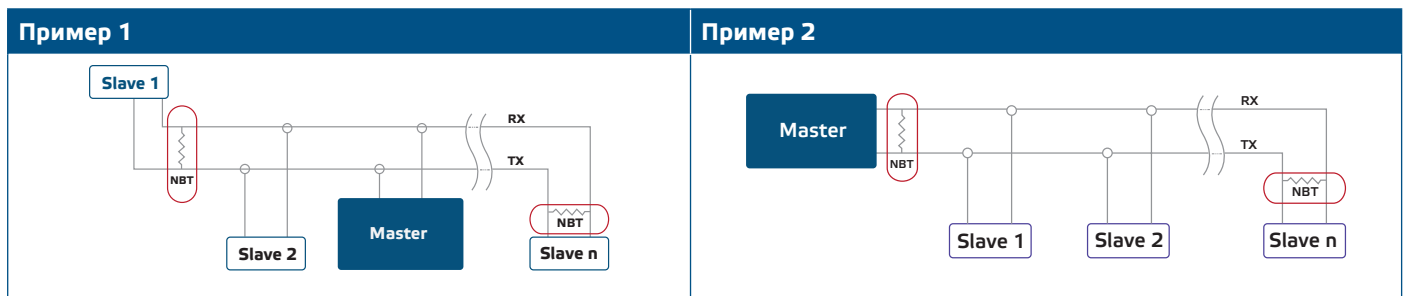 Пример 1
Slave 1
RX
TX
NBT
NBT
Slave 2
Master
Slave n
Пример 2
Master
RX
TX
NBT
NBT
Slave 1
Slave 2
Slave n